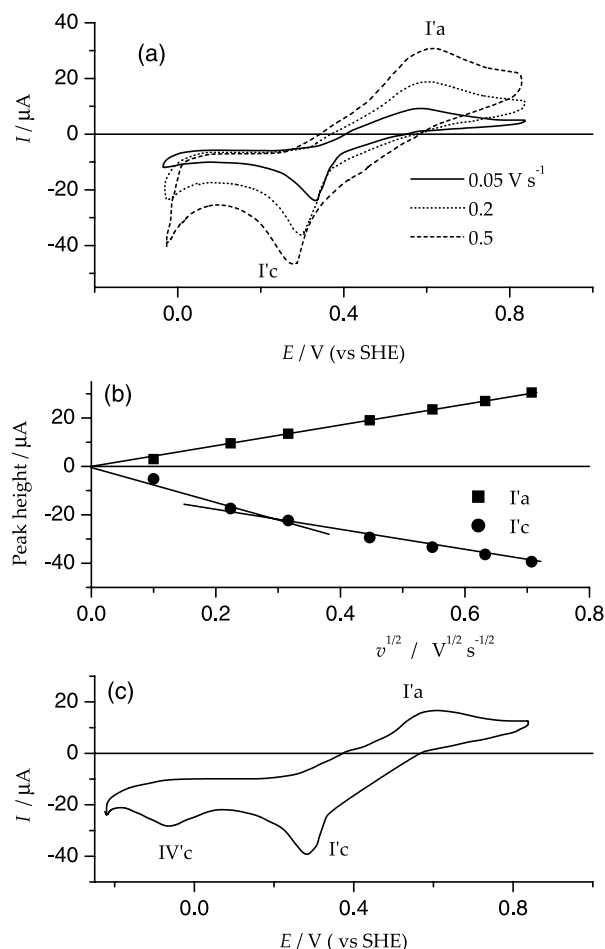 (a)
I'a
40
20
0
-20
-40
I / μA
I'c
0.05 V s⁻¹
0.2
0.5
0.0
0.4
0.8
E / V (vs SHE)
(b)
20
0
-20
-40
Peak height / μA
I'a
I'c
0.0
0.2
0.4
0.6
0.8
v^1/2 / V^1/2 s^-1/2
(c)
I'a
20
0
-20
-40
I / μA
IV'c
I'c
0.0
0.4
0.8
E / V ( vs SHE)